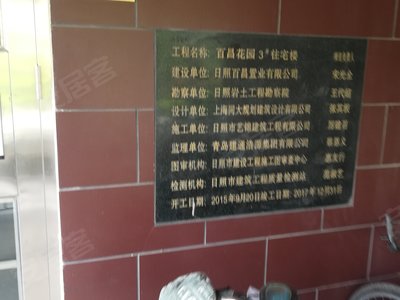 工程名称: 百昌花园 3#住宅楼
建设单位: 日照百昌置业有限公司 宋光全
勘察单位: 日照岩土工程勘察院
设计单位: 上海同大规划建筑设计有限公司
施工单位: 日照市艺锦建筑工程有限公司
监理单位: 青岛建通浩源集团有限公司
图审机构: 日照市建设工程施工图审查中心
检测机构: 日照市建筑工程质量检测站
开工日期: 2015年9月20日竣工日期: 2017年12月31日